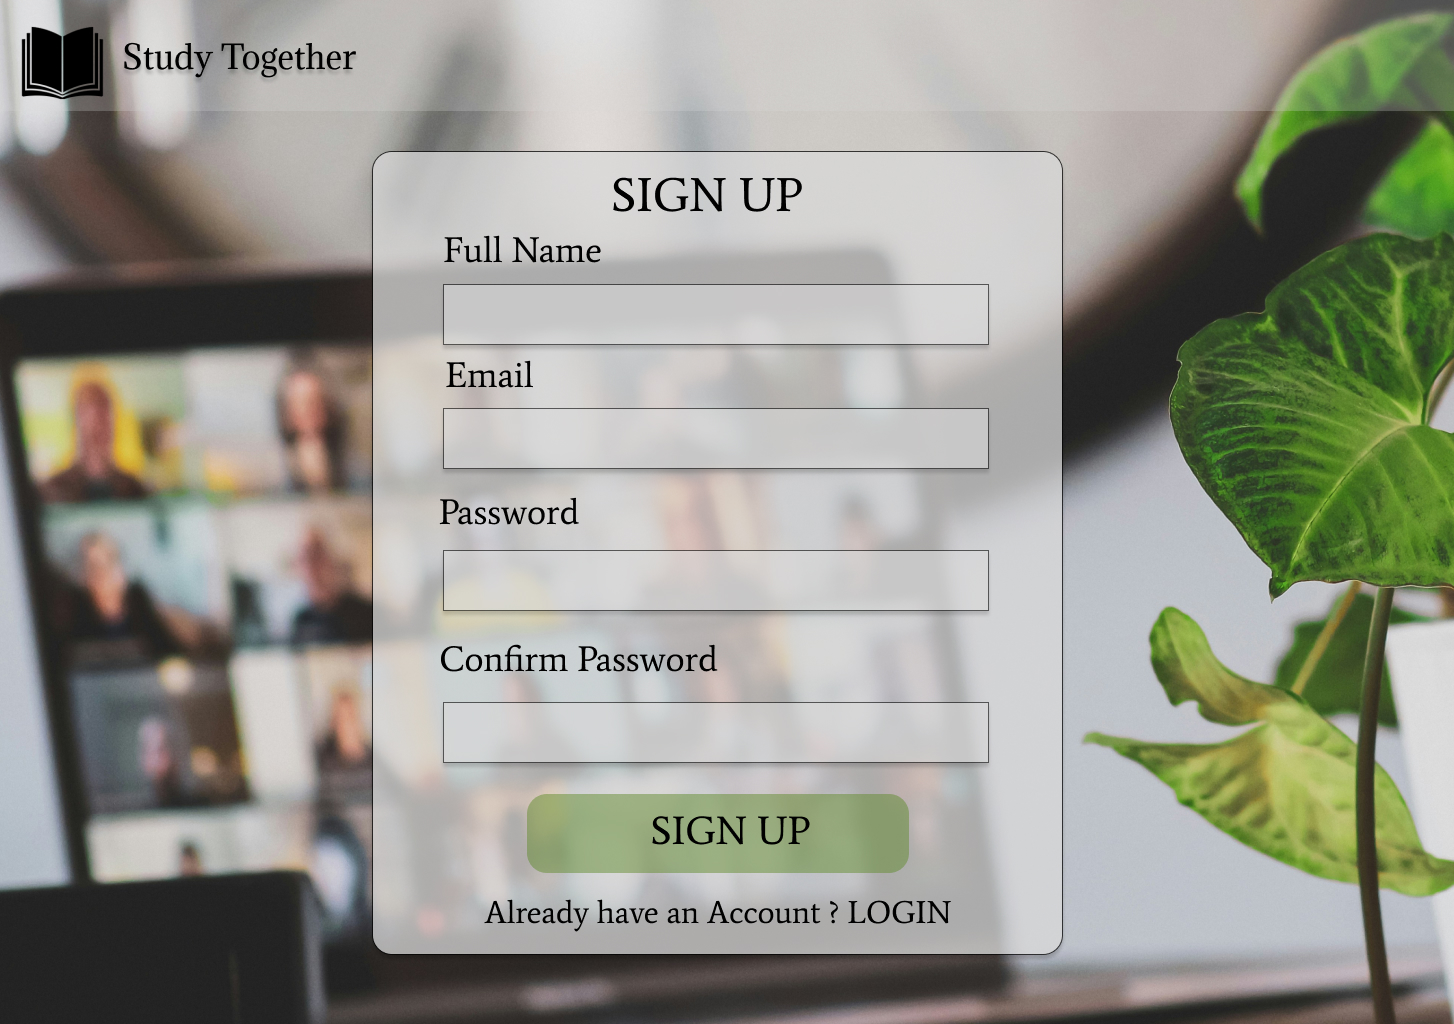 Study Together
SIGN UP
Full Name
Email
Password
Confirm Password
SIGN UP
Already have an Account ? LOGIN